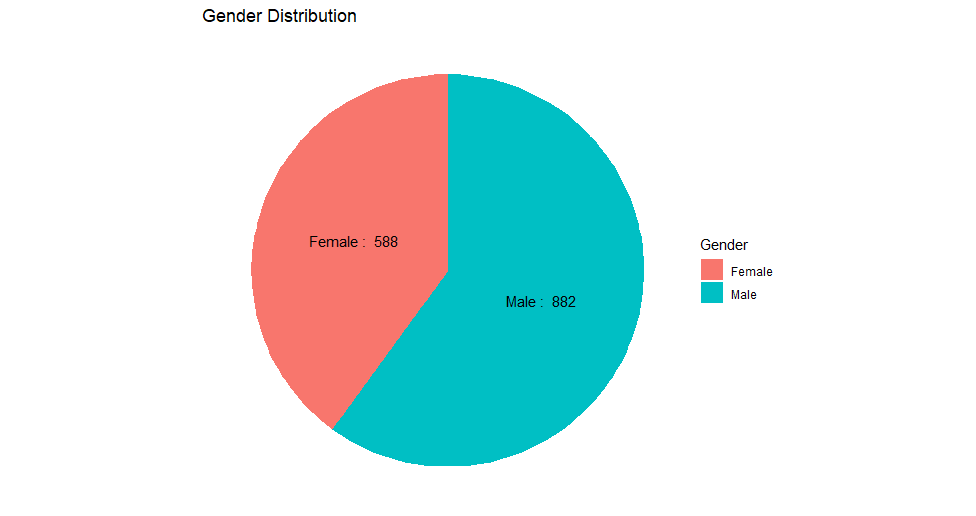 Gender Distribution
Female :  588
Male :  882
Gender
Female
Male